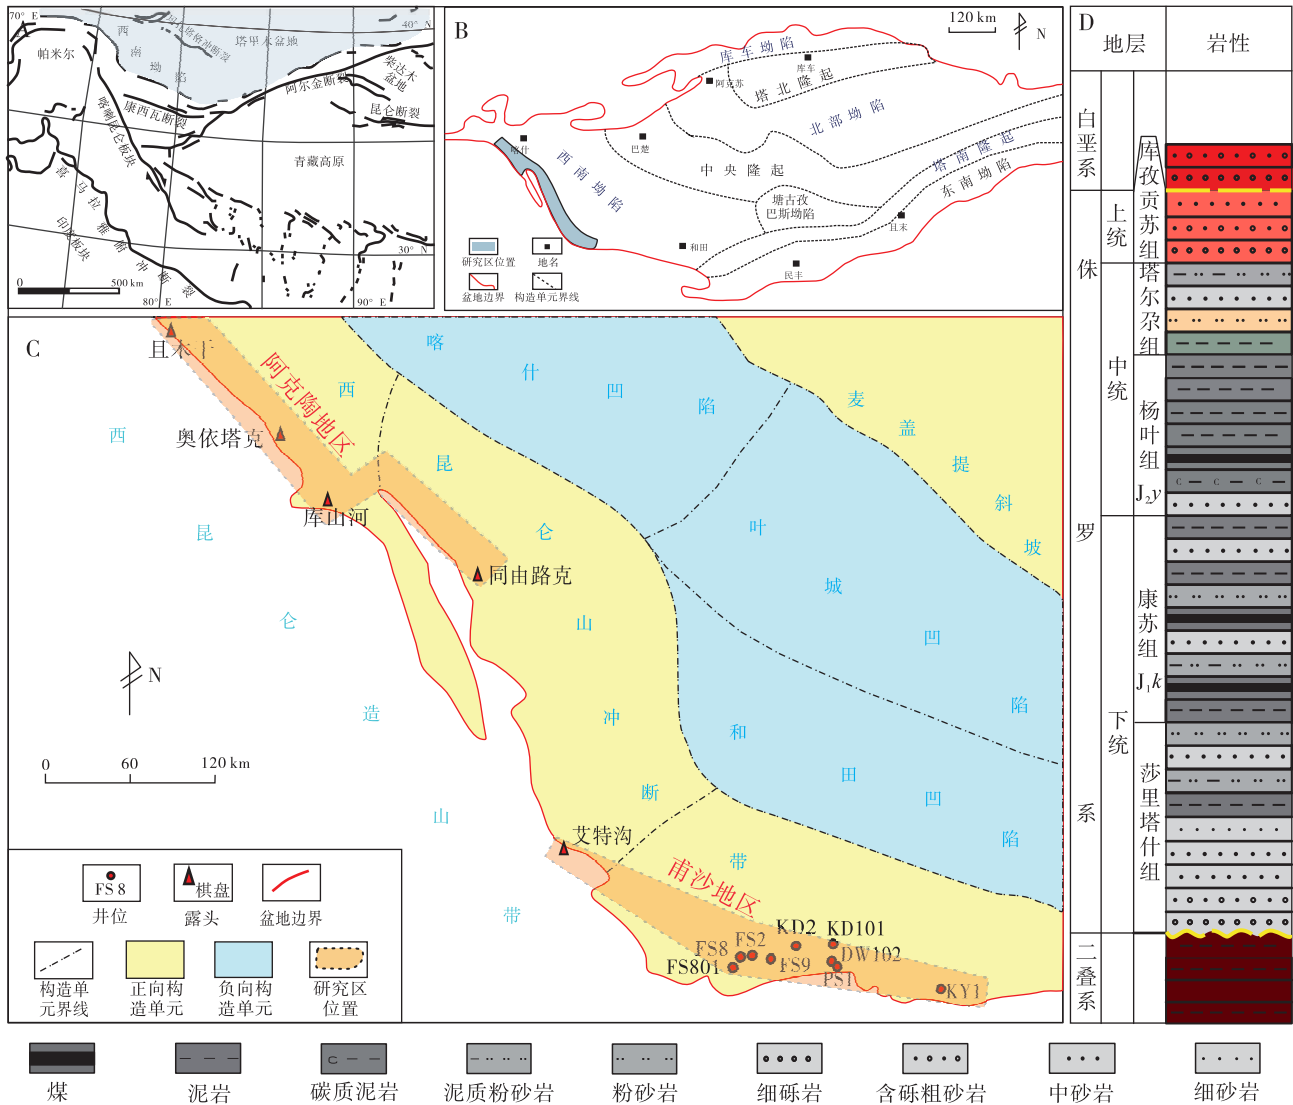 70° E
40° N
帕米尔
西南坳陷
塔里木盆地
柴达木
盆地
阿尔金断裂
康西瓦断裂
昆仑断裂
喀喇昆仑板块
青藏高原
喜马拉雅俯冲断裂
印度板块
30° N
0
500 km
80° E
90° E
B
120 km
N
库车坳陷
库车
阿克苏
塔北隆起
北部坳陷
喀什
巴楚
西南坳陷
中央隆起
塔南隆起
东南坳陷
塘古孜
巴斯坳陷
且末
和田
民丰
研究区位置
地名
盆地边界
构造单元界线
C
且木干
阿克陶地区
奥依塔克
库山河
同由路克
艾特沟
甫沙地区
西昆仑造山带
西昆仑山冲断带
喀什凹陷
叶城凹陷
和田凹陷
麦盖提斜坡
N
0
60
120 km
KD2
KD101
FS2
FS8
FS801
FS9
DW102
PS1
KY1
FS 8
棋盘
井位
露头
盆地边界
构造单
元界线
正向构
造单元
负向构
造单元
研究区
位置
D
地层
岩性
白垩系
侏罗系
二叠系
上统
中统
下统
库孜贡苏组
塔尔尕组
杨叶组
J₂y
康苏组
J₁k
莎里塔什组
煤
泥岩
碳质泥岩
泥质粉砂岩
粉砂岩
细砾岩
含砾粗砂岩
中砂岩
细砂岩